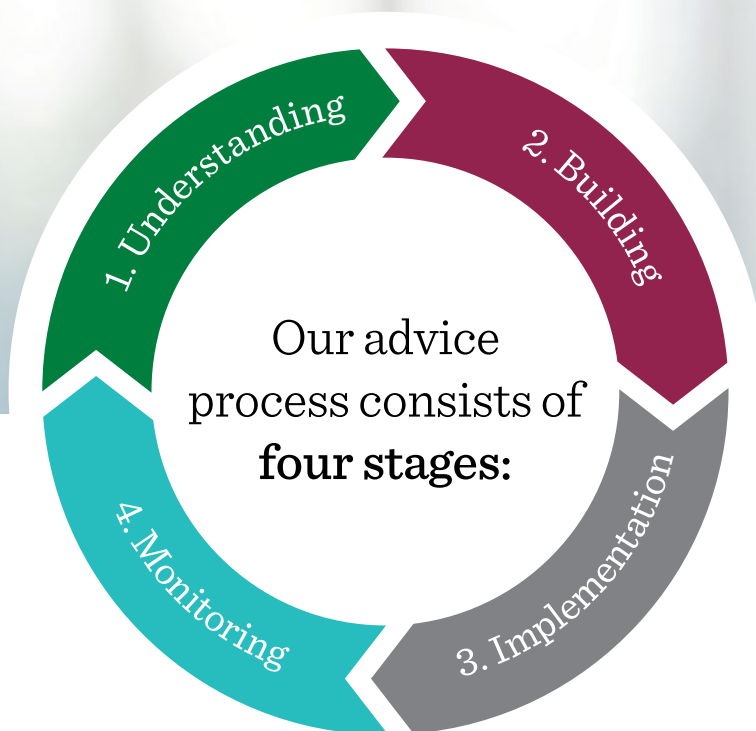 1. Understanding
2. Building
3. Implementation
4. Monitoring
Our advice
process consists of
four stages: